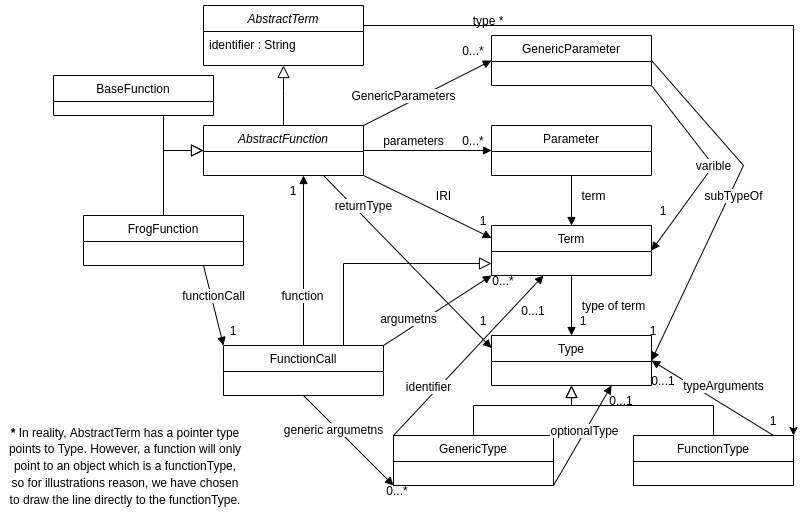 AbstractTerm
type *
identifier : String
0...*
GenericParameter
BaseFunction
GenericParameters
AbstractFunction
parameters
0...*
Parameter
varible
1
IRI
term
subTypeOf
returnType
1
1
FrogFunction
Term
0...*
functionCall
function
type of term
0...1
argumetns
1
1
1
1
Type
FunctionCall
identifier
0...1
typeArguments
0...1
1
generic argumetns
optionalType
* In reality, AbstractTerm has a pointer type
points to Type. However, a function will only
point to an object which is a functionType,
so for illustrations reason, we have chosen
to draw the line directly to the functionType.
GenericType
FunctionType
0...*